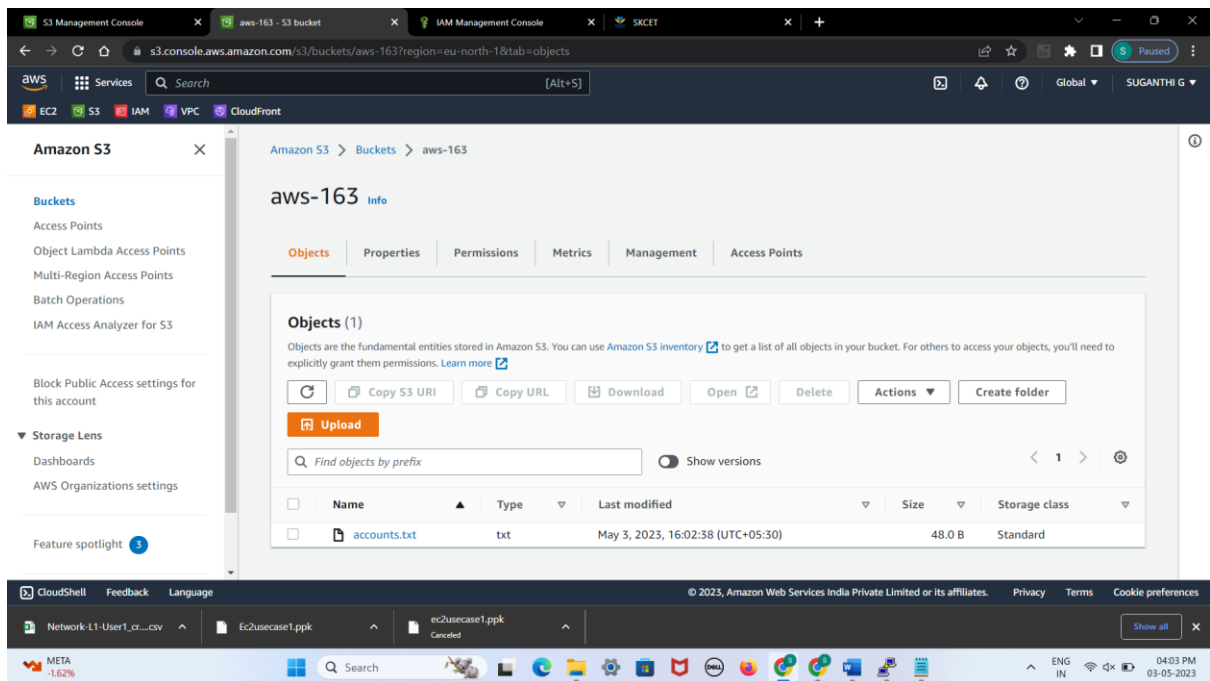 S3 Management Console
aws-163 - S3 bucket
IAM Management Console
SKCET
s3.console.aws.amazon.com/s3/buckets/aws-163?region=eu-north-1&tab=objects
S Paused
aws Services Search [Alt+S] Global SUGANTHI G
EC2 S3 IAM VPC CloudFront
Amazon S3
Buckets
Access Points
Object Lambda Access Points
Multi-Region Access Points
Batch Operations
IAM Access Analyzer for S3
Block Public Access settings for
this account
Storage Lens
Dashboards
AWS Organizations settings
Feature spotlight 3
Amazon S3 > Buckets > aws-163
aws-163 Info
Objects Properties Permissions Metrics Management Access Points
Objects (1)
Objects are the fundamental entities stored in Amazon S3. You can use Amazon S3 inventory to get a list of all objects in your bucket. For others to access your objects, you'll need to
explicitly grant them permissions. Learn more
Copy S3 URI Copy URL Download Open Delete Actions Create folder
Upload
Find objects by prefix Show versions 1
Name Type Last modified Size Storage class
accounts.txt txt May 3, 2023, 16:02:38 (UTC+05:30) 48.0 B Standard
CloudShell Feedback Language © 2023, Amazon Web Services India Private Limited or its affiliates. Privacy Terms Cookie preferences
Network-L1-User1_cr....csv Ec2usecase1.ppk ec2usecase1.ppk Show all
Canceled
META
-1.62%
Search
DELL
ENG
IN
04:03 PM
03-05-2023